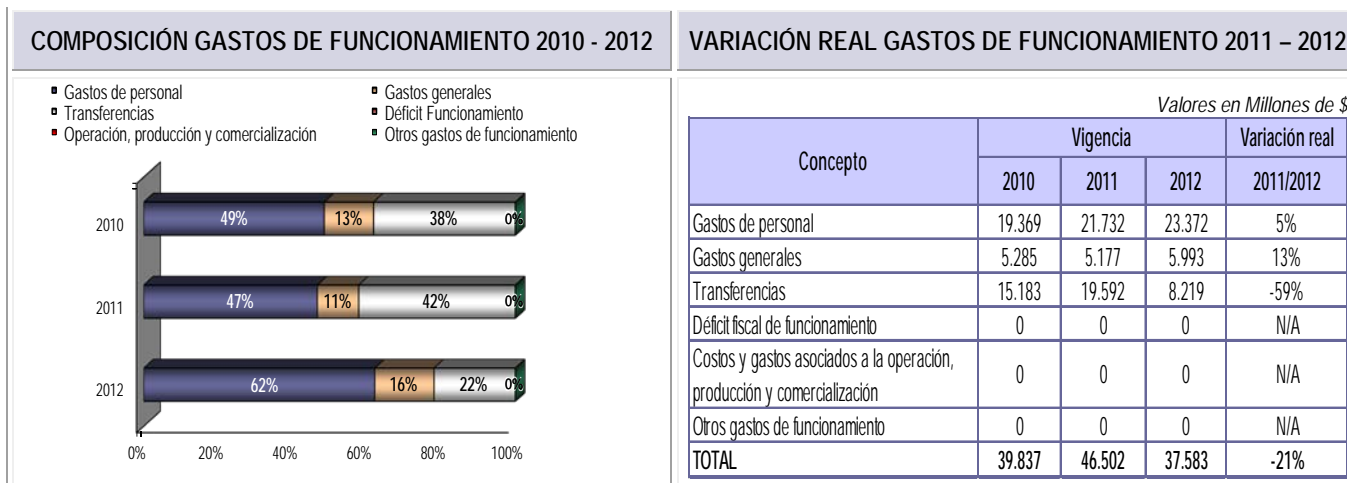 COMPOSICIÓN GASTOS DE FUNCIONAMIENTO 2010 - 2012
Gastos de personal
Gastos generales
Transferencias
Déficit Funcionamiento
Operación, producción y comercialización
Otros gastos de funcionamiento
2010
49%
13%
38%
0%
2011
47%
11%
42%
0%
2012
62%
16%
22%
0%
0% 20% 40% 60% 80% 100%
VARIACIÓN REAL GASTOS DE FUNCIONAMIENTO 2011 – 2012
Valores en Millones de $
Concepto Vigencia Variación real
2010 2011 2012 2011/2012
Gastos de personal 19.369 21.732 23.372 5%
Gastos generales 5.285 5.177 5.993 13%
Transferencias 15.183 19.592 8.219 -59%
Déficit fiscal de funcionamiento 0 0 0 N/A
Costos y gastos asociados a la operación,
producción y comercialización 0 0 0 N/A
Otros gastos de funcionamiento 0 0 0 N/A
TOTAL 39.837 46.502 37.583 -21%